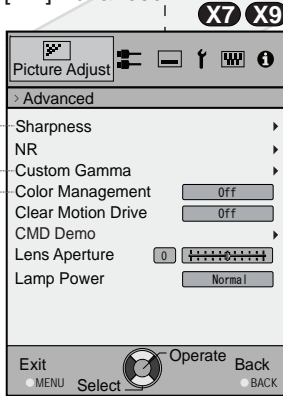 X7 X9
Picture Adjust
> Advanced
Sharpness
NR
Custom Gamma
Color Management Off
Clear Motion Drive Off
CMD Demo
Lens Aperture 0
Lamp Power Normal
Exit Operate Back
MENU Select BACK